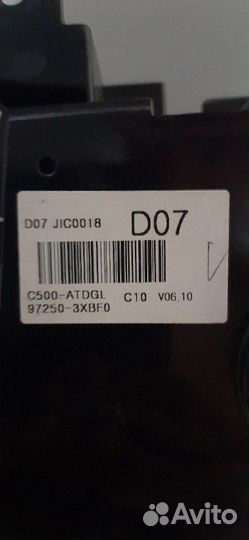 D07 JIC0018 D07
C500-ATDGL C10 V06.10
97250-3XBF0
Avito